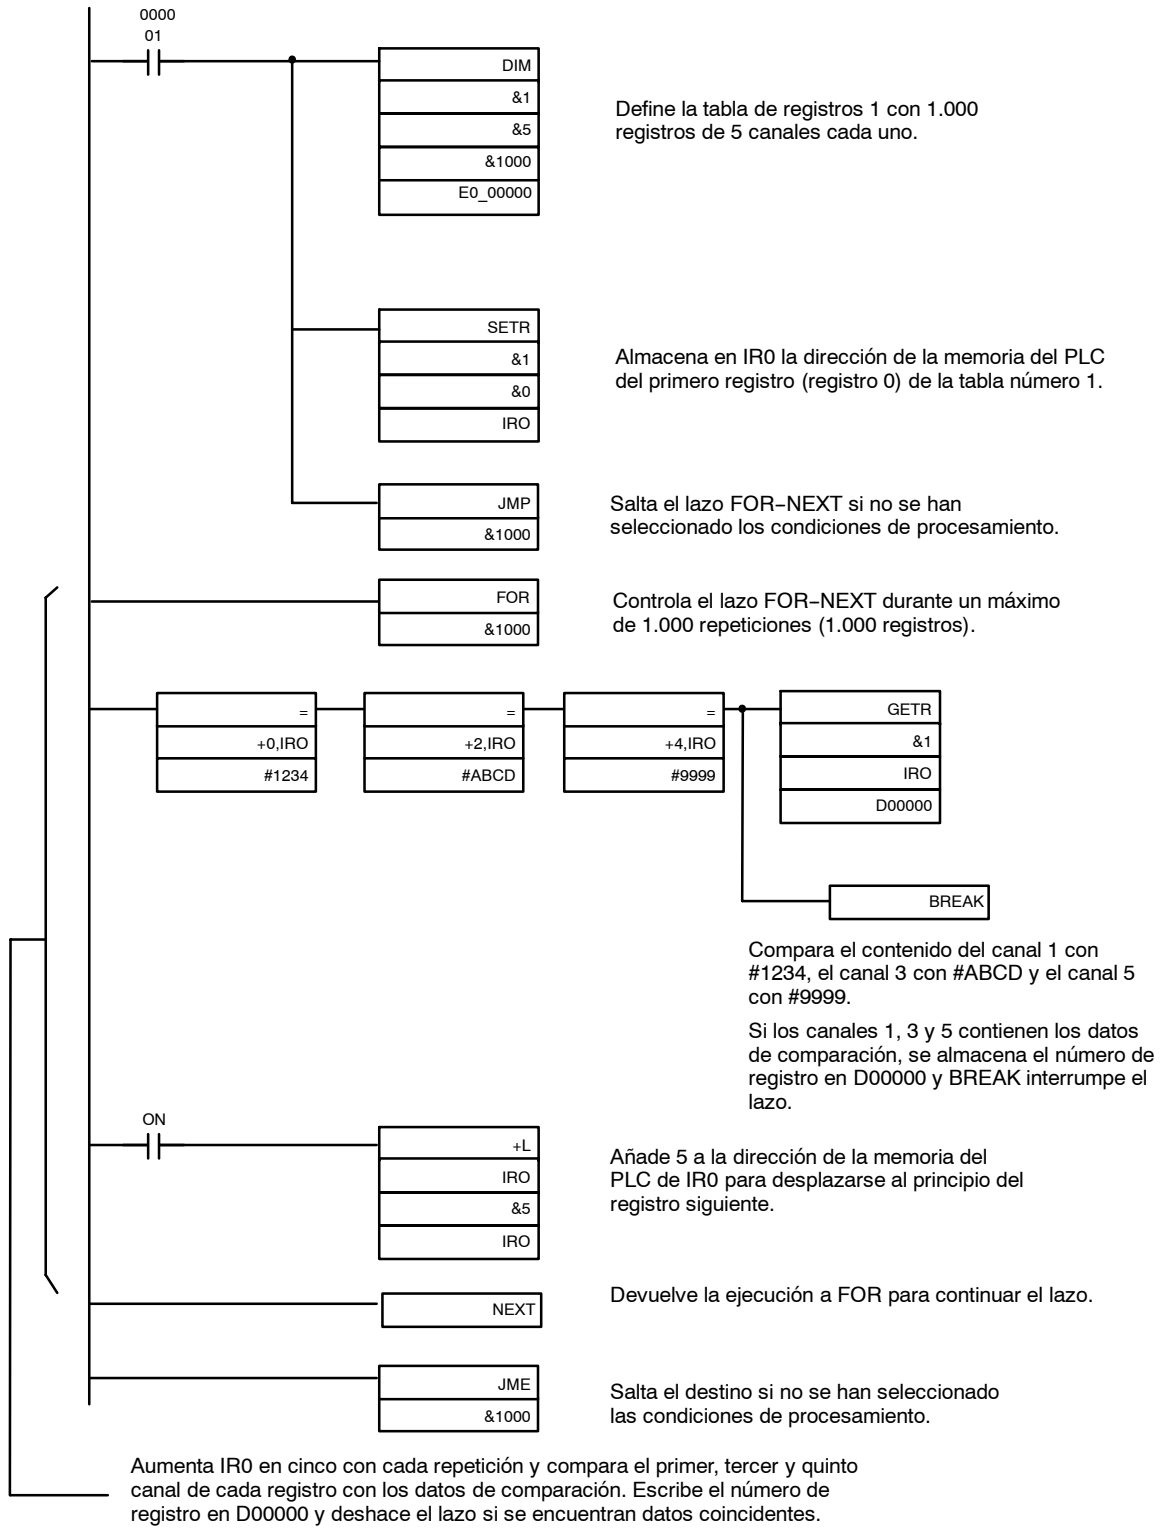 0000
01
DIM
&1
&5
&1000
E0_00000
Define la tabla de registros 1 con 1.000
registros de 5 canales cada uno.
SETR
&1
&0
IRO
Almacena en IR0 la dirección de la memoria del PLC
del primero registro (registro 0) de la tabla número 1.
JMP
&1000
Salta el lazo FOR–NEXT si no se han
seleccionado los condiciones de procesamiento.
FOR
&1000
Controla el lazo FOR–NEXT durante un máximo
de 1.000 repeticiones (1.000 registros).
=
+0,IRO
#1234
=
+2,IRO
#ABCD
=
+4,IRO
#9999
GETR
&1
IRO
D00000
BREAK
Compara el contenido del canal 1 con
#1234, el canal 3 con #ABCD y el canal 5
con #9999.
Si los canales 1, 3 y 5 contienen los datos
de comparación, se almacena el número de
registro en D00000 y BREAK interrumpe el
lazo.
ON
+L
IRO
&5
IRO
Añade 5 a la dirección de la memoria del
PLC de IR0 para desplazarse al principio del
registro siguiente.
NEXT
Devuelve la ejecución a FOR para continuar el lazo.
JME
&1000
Salta el destino si no se han seleccionado
las condiciones de procesamiento.
Aumenta IR0 en cinco con cada repetición y compara el primer, tercer y quinto
canal de cada registro con los datos de comparación. Escribe el número de
registro en D00000 y deshace el lazo si se encuentran datos coincidentes.